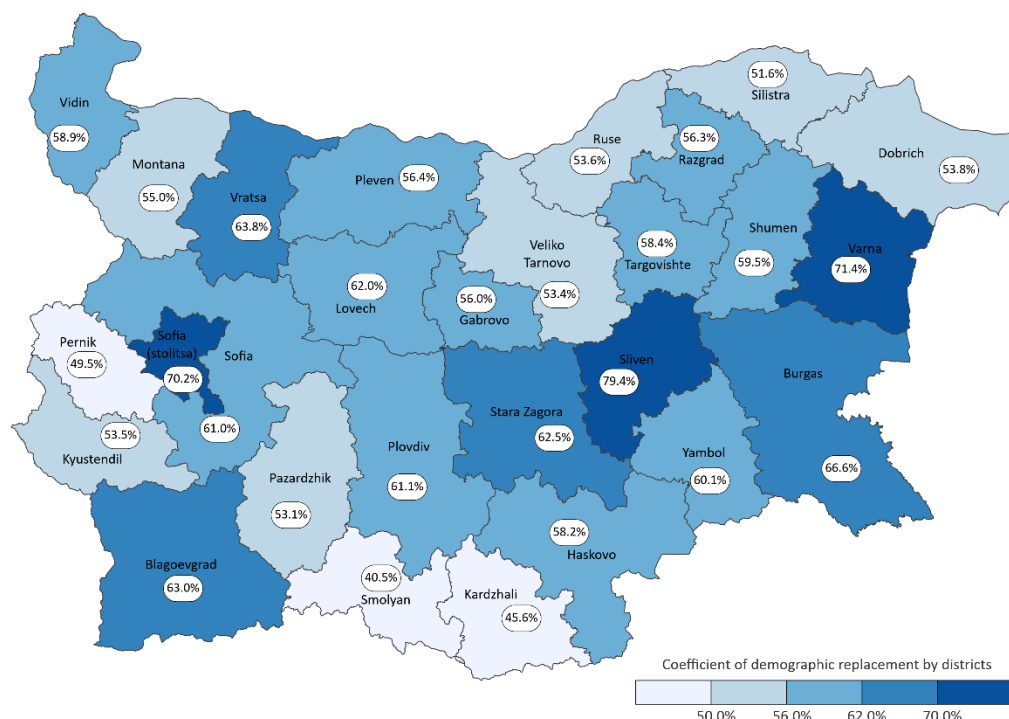 51.6%
Silistra
Vidin
58.9%
Ruse
53.6%
56.3%
Razgrad
Dobrich
53.8%
Montana
55.0%
Pleven
56.4%
Vratsa
63.8%
Shumen
59.5%
Veliko
Tarnovo
53.4%
58.4%
Targovishte
Varna
71.4%
62.0%
Lovech
56.0%
Gabrovo
Pernik
49.5%
Sofia
(stolitsa)
70.2%
Sofia
61.0%
Sliven
79.4%
Burgas
66.6%
Stara Zagora
62.5%
53.5%
Kyustendil
Plovdiv
61.1%
Yambol
60.1%
Pazardzhik
53.1%
58.2%
Haskovo
Blagoevgrad
63.0%
40.5%
Smolyan
Kardzhali
45.6%
Coefficient of demographic replacement by districts
50.0% 56.0% 62.0% 70.0%